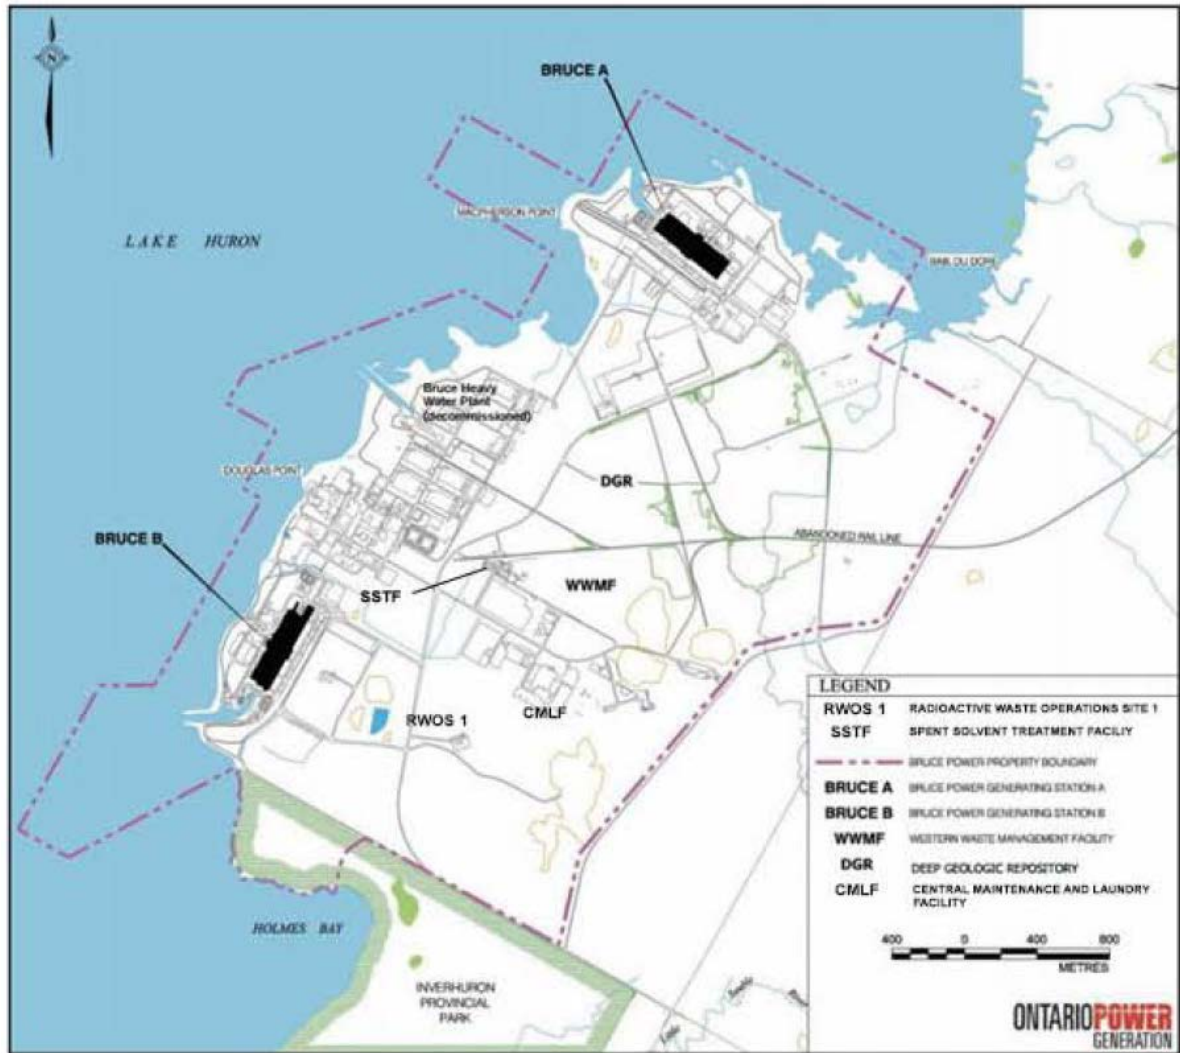 N
BRUCE A
MACPHERSON POINT
LAKE HURON
BAIE DU DORE
Bruce Heavy
Water Plant
(decommissioned)
DOUGLAS POINT
DGR
BRUCE B
ABANDONED RAIL LINE
SSTF
WWMF
RWOS 1
CMLF
HOLMES BAY
INVERHURON
PROVINCIAL
PARK
Little
LEGEND
RWOS 1 RADIOACTIVE WASTE OPERATIONS SITE 1
SSTF SPENT SOLVENT TREATMENT FACILIY
BRUCE POWER PROPERTY BOUNDARY
BRUCE A BRUCE POWER GENERATING STATION A
BRUCE B BRUCE POWER GENERATING STATION B
WWMF WESTERN WASTE MANAGEMENT FACILITY
DGR DEEP GEOLOGIC REPOSITORY
CMLF CENTRAL MAINTENANCE AND LAUNDRY
FACILITY
400 0 400 800
METRES
ONTARIOPOWER
GENERATION